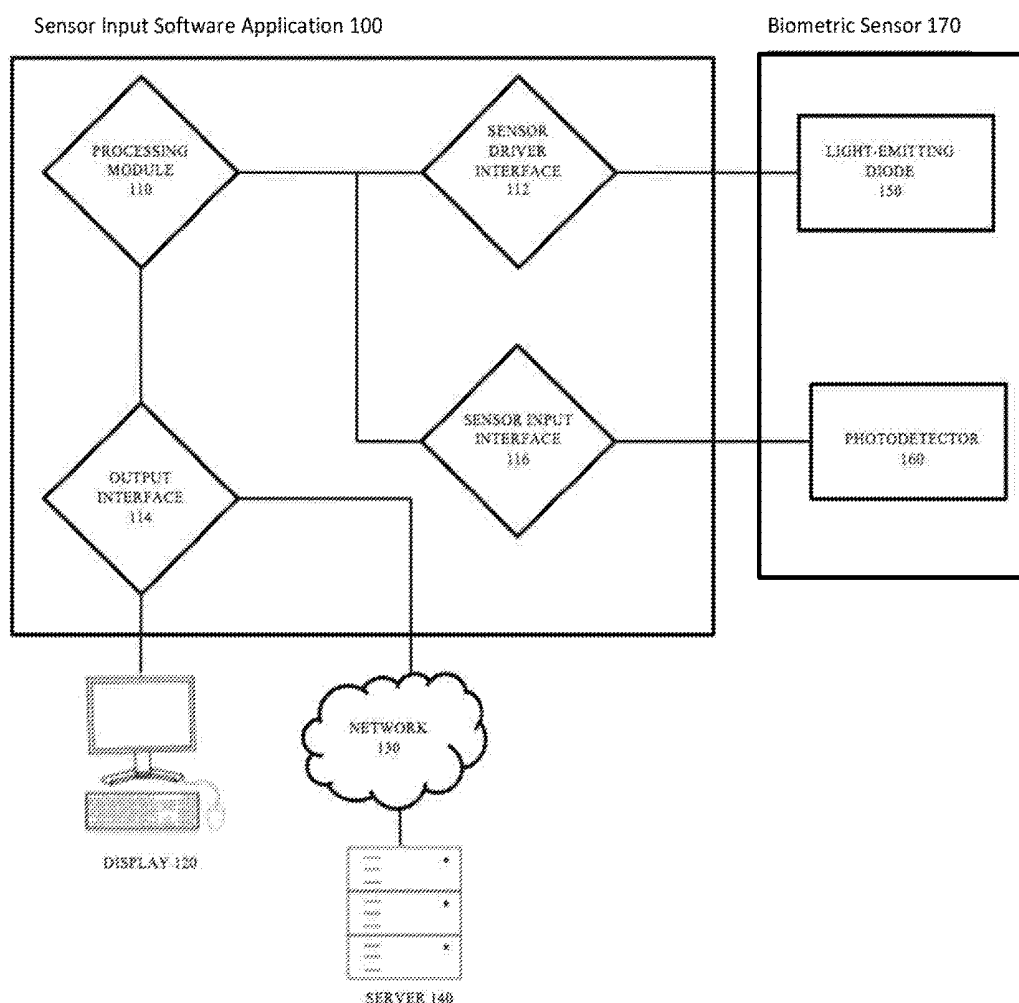 Sensor Input Software Application 100
Biometric Sensor 170
PROCESSING
MODULE
110
SENSOR
DRIVER
INTERFACE
112
LIGHT-EMITTING
DIODE
150
SENSOR INPUT
INTERFACE
116
PHOTODETECTOR
160
OUTPUT
INTERFACE
114
NETWORK
130
DISPLAY 120
SERVER 140